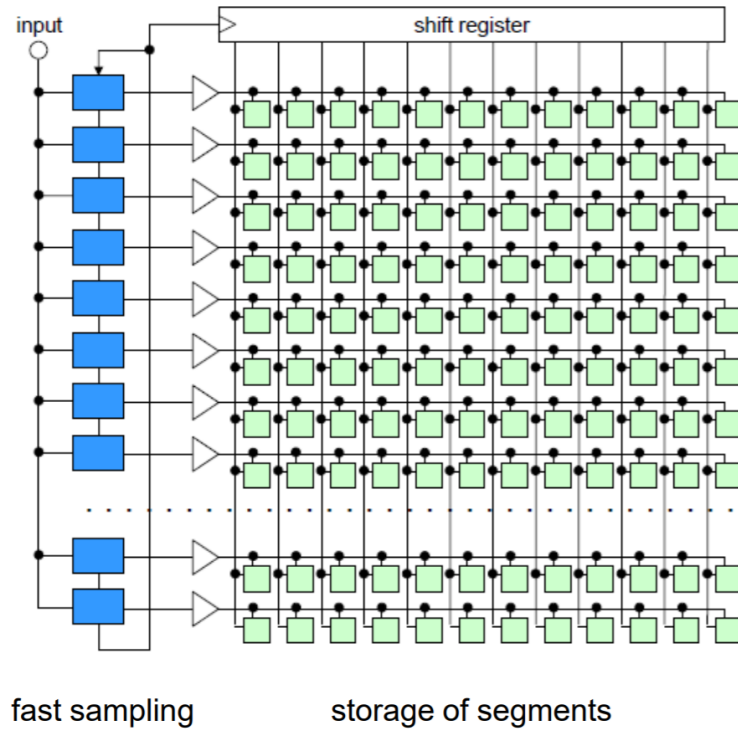 input
shift register
fast sampling
storage of segments